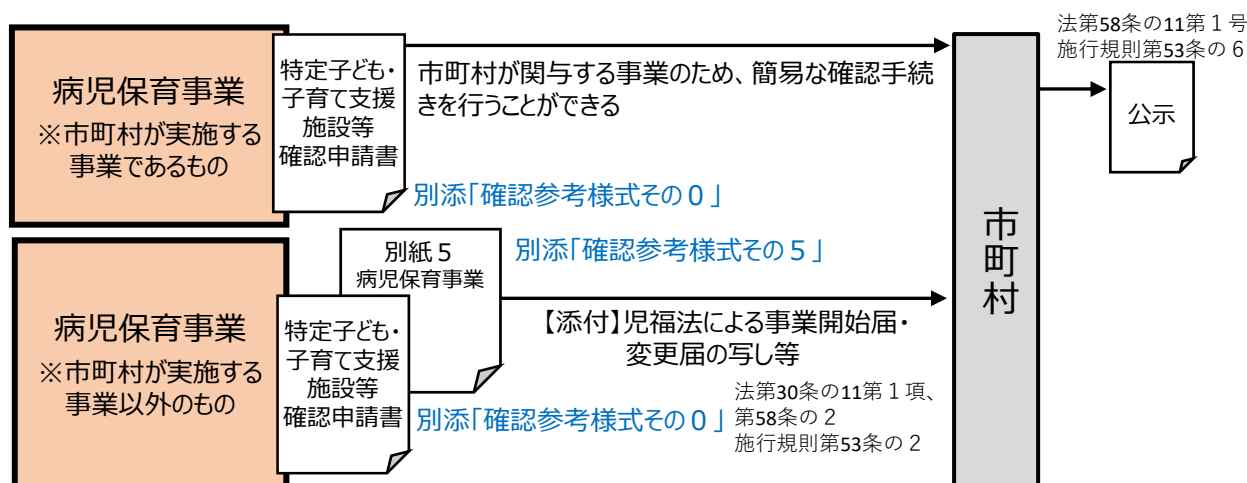 病児保育事業
※市町村が実施する
事業であるもの
特定子ども・
子育て支援
施設等
確認申請書
市町村が関与する事業のため、簡易な確認手続
きを行うことができる
別添「確認参考様式その０」
法第58条の11第１号
施行規則第53条の６
公示
市町村
病児保育事業
※市町村が実施する
事業以外のもの
別紙５
病児保育事業
特定子ども・
子育て支援
施設等
確認申請書
別添「確認参考様式その５」
【添付】児福法による事業開始届・
変更届の写し等
別添「確認参考様式その０」
法第30条の11第１項、
第58条の２
施行規則第53条の２